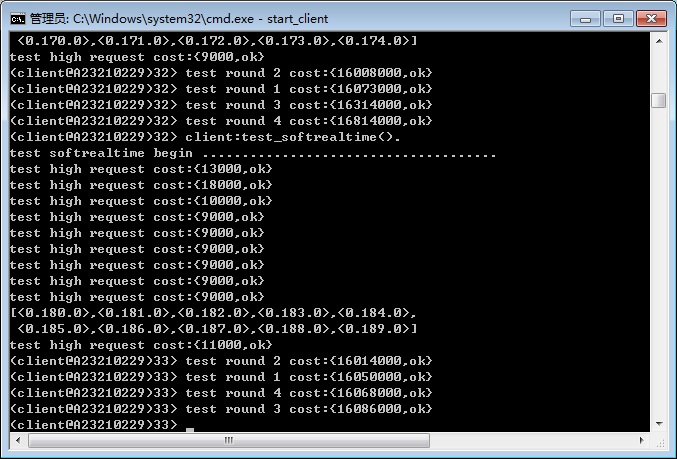 管理员: C:\Windows\system32\cmd.exe - start_client
<0.170.0>,<0.171.0>,<0.172.0>,<0.173.0>,<0.174.0>]
test high request cost:{9000,ok}
(client@A23210229)32> test round 2 cost:{16008000,ok}
(client@A23210229)32> test round 1 cost:{16073000,ok}
(client@A23210229)32> test round 3 cost:{16314000,ok}
(client@A23210229)32> test round 4 cost:{16814000,ok}
(client@A23210229)32> client:test_softrealtime().
test softrealtime begin .....................................
test high request cost:{13000,ok}
test high request cost:{18000,ok}
test high request cost:{10000,ok}
test high request cost:{9000,ok}
test high request cost:{9000,ok}
test high request cost:{9000,ok}
test high request cost:{9000,ok}
test high request cost:{9000,ok}
test high request cost:{9000,ok}
[<0.180.0>,<0.181.0>,<0.182.0>,<0.183.0>,<0.184.0>,
<0.185.0>,<0.186.0>,<0.187.0>,<0.188.0>,<0.189.0>]
test high request cost:{11000,ok}
(client@A23210229)33> test round 2 cost:{16014000,ok}
(client@A23210229)33> test round 1 cost:{16050000,ok}
(client@A23210229)33> test round 4 cost:{16068000,ok}
(client@A23210229)33> test round 3 cost:{16086000,ok}
(client@A23210229)33>